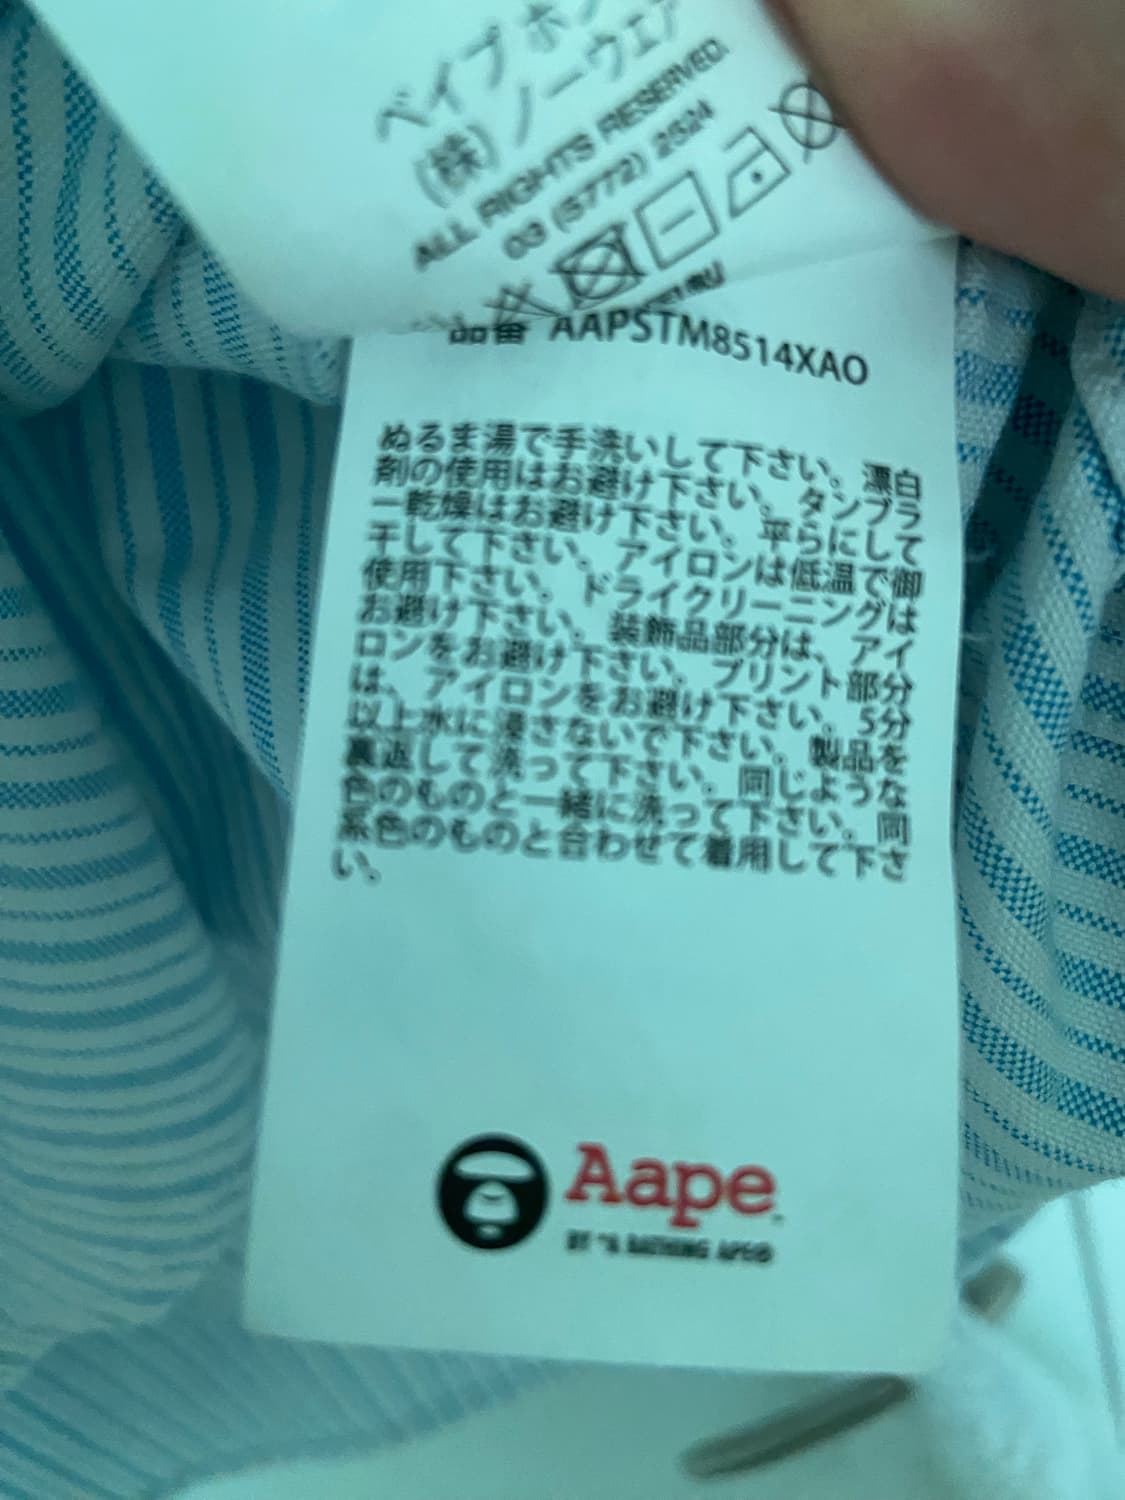 ベイプホ
(株)ノーウェア
ALL RIGHTS RESERVED.
03 (5772) 2524
品番 AAPSTM8514XAO
ぬるま湯で手洗いして下さい。漂白
剤の使用はお避け下さい。タンブラ
ー乾燥はお避け下さい。平らにして
干して下さい。アイロンは低温で御
使用下さい。ドライクリーニングは
お避け下さい。装飾品部分は、アイ
ロンをお避け下さい。プリント部分
は、アイロンをお避け下さい。5分
以上水に浸さないで下さい。製品を
裏返して洗って下さい。同じような
色のものと一緒に洗って下さい。同
系色のものと合わせて着用して下さ
い。
Aape
BY *A BATHING APE®